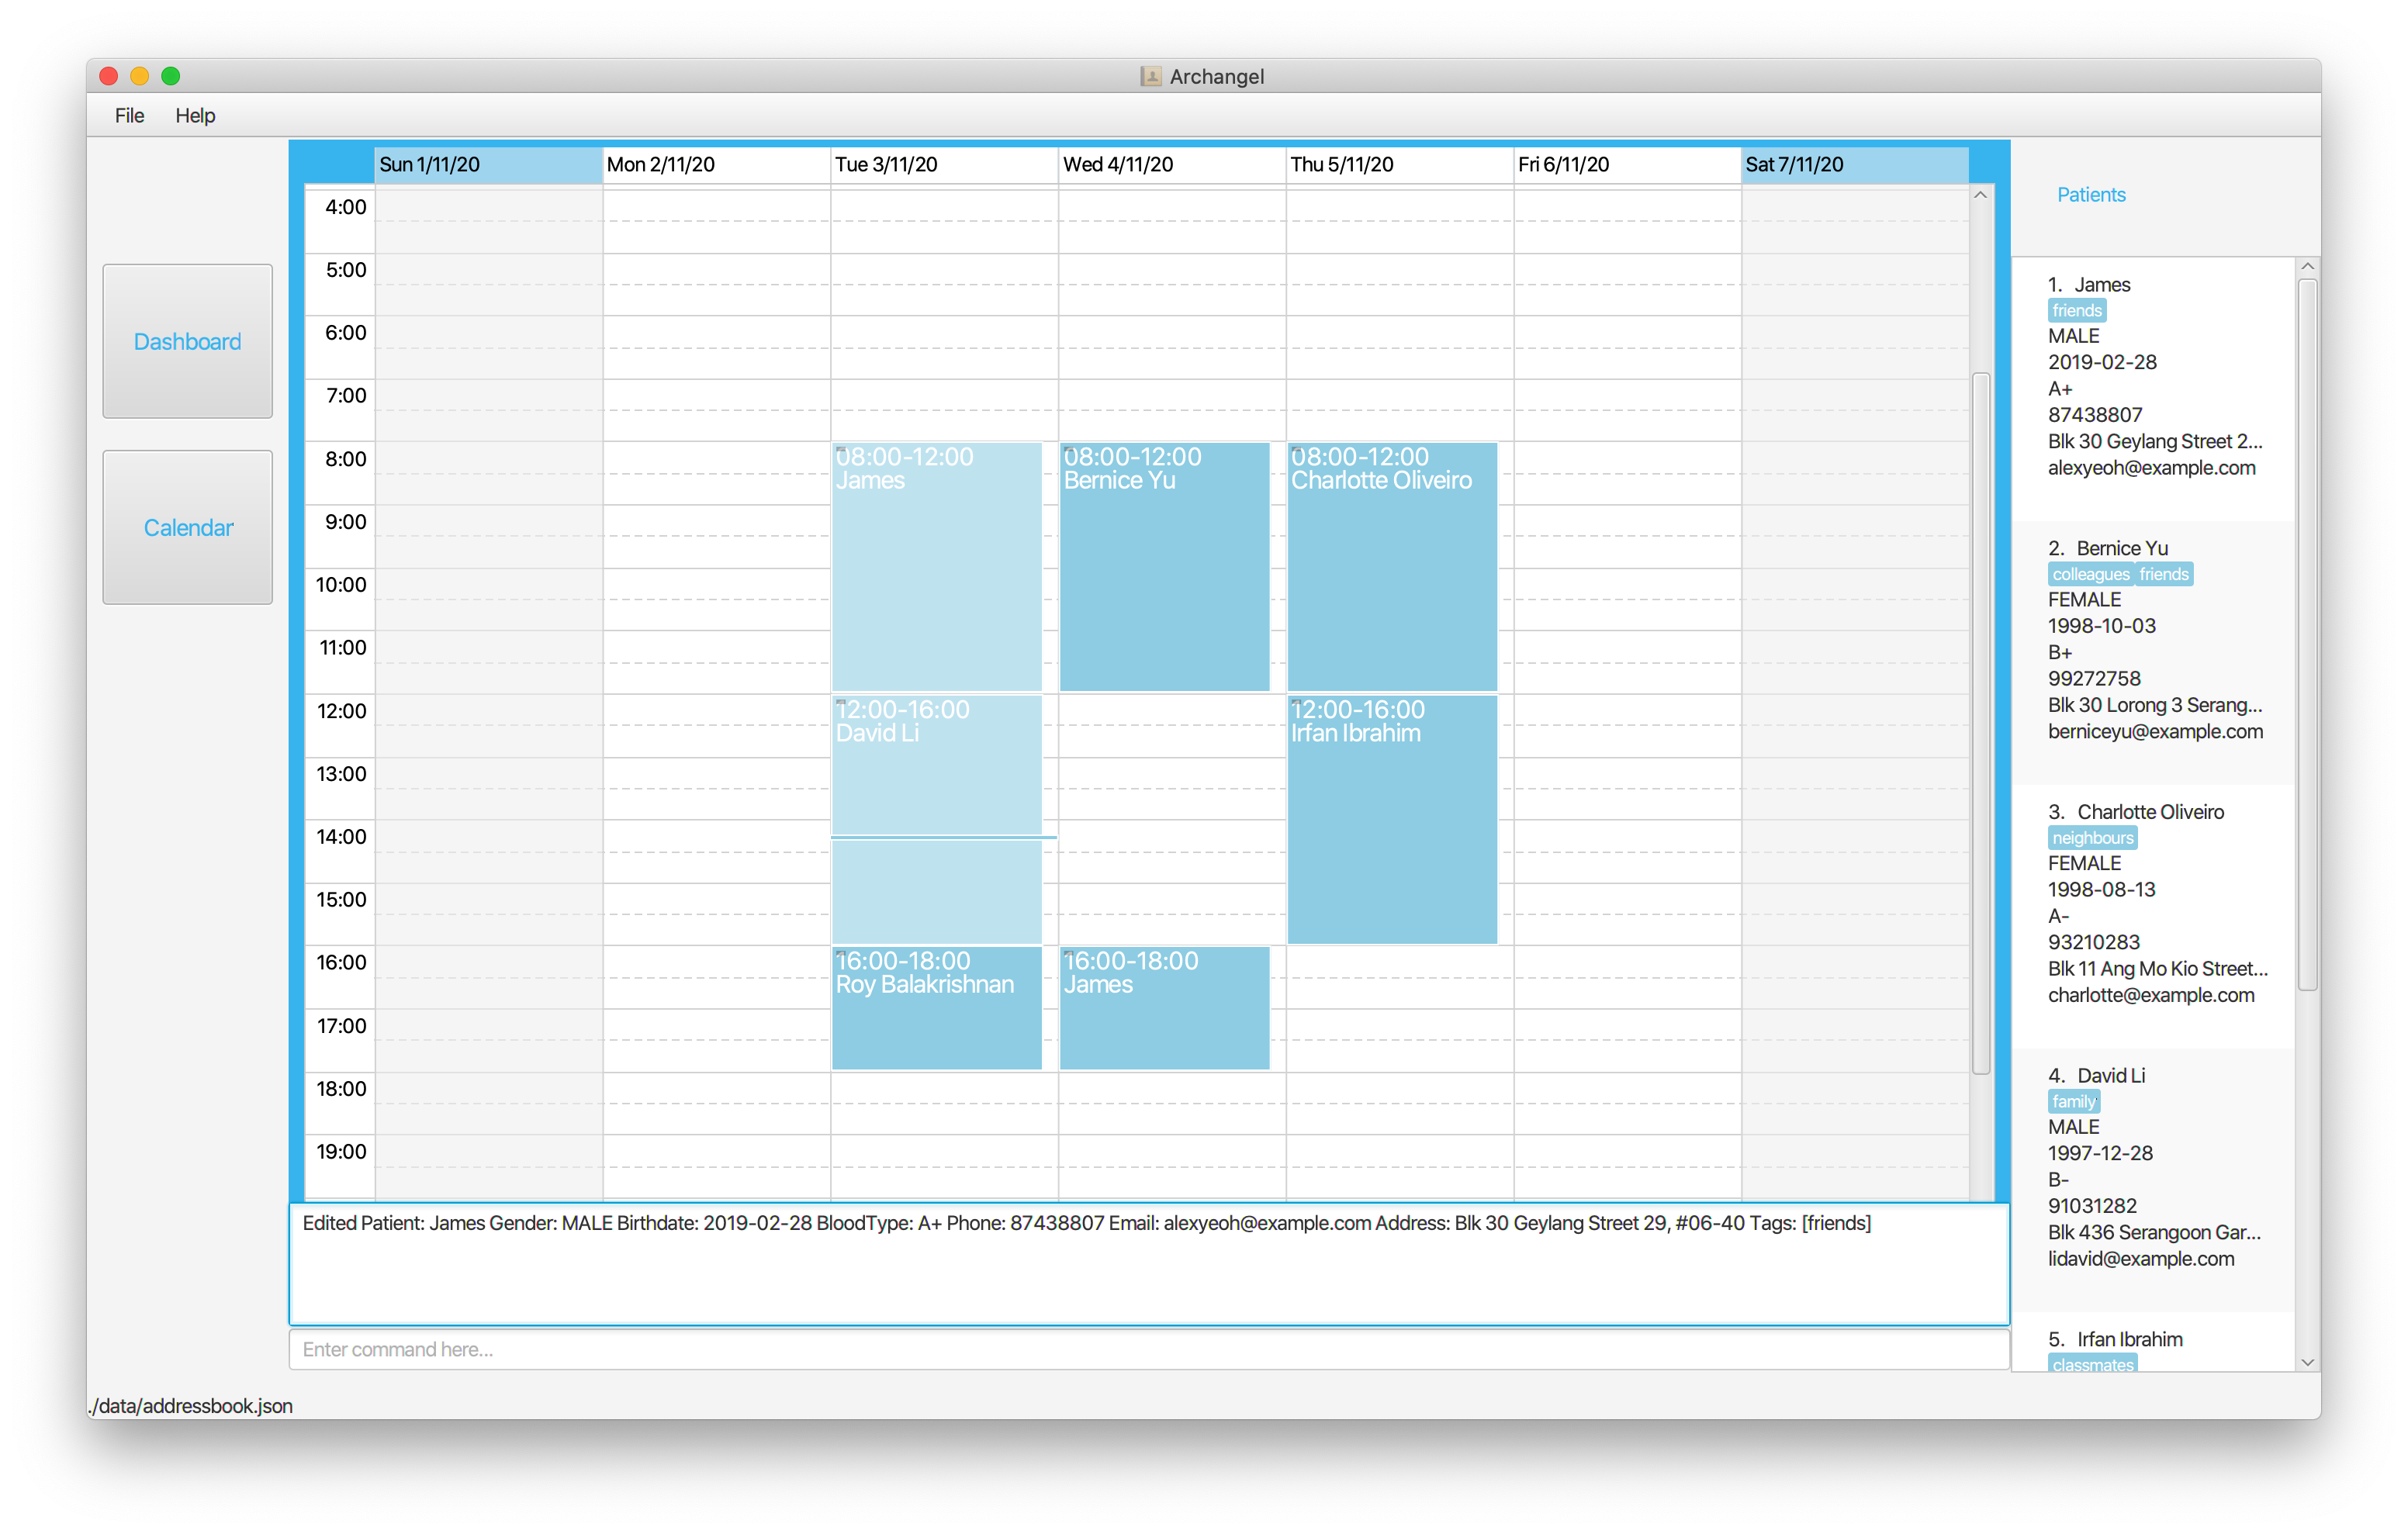 Archangel
File Help
Dashboard
Calendar
Sun 1/11/20 Mon 2/11/20 Tue 3/11/20 Wed 4/11/20 Thu 5/11/20 Fri 6/11/20 Sat 7/11/20
4:00
5:00
6:00
7:00
8:00
9:00
10:00
11:00
12:00
13:00
14:00
15:00
16:00
17:00
18:00
19:00
08:00-12:00
James
12:00-16:00
David Li
16:00-18:00
Roy Balakrishnan
08:00-12:00
Bernice Yu
16:00-18:00
James
08:00-12:00
Charlotte Oliveiro
12:00-16:00
Irfan Ibrahim
Edited Patient: James Gender: MALE Birthdate: 2019-02-28 BloodType: A+ Phone: 87438807 Email: alexyeoh@example.com Address: Blk 30 Geylang Street 29, #06-40 Tags: [friends]
Enter command here...
Patients
1. James
friends
MALE
2019-02-28
A+
87438807
Blk 30 Geylang Street 2...
alexyeoh@example.com
2. Bernice Yu
colleagues friends
FEMALE
1998-10-03
B+
99272758
Blk 30 Lorong 3 Serang...
berniceyu@example.com
3. Charlotte Oliveiro
neighbours
FEMALE
1998-08-13
A-
93210283
Blk 11 Ang Mo Kio Street...
charlotte@example.com
4. David Li
family
MALE
1997-12-28
B-
91031282
Blk 436 Serangoon Gar...
lidavid@example.com
5. Irfan Ibrahim
classmates
./data/addressbook.json